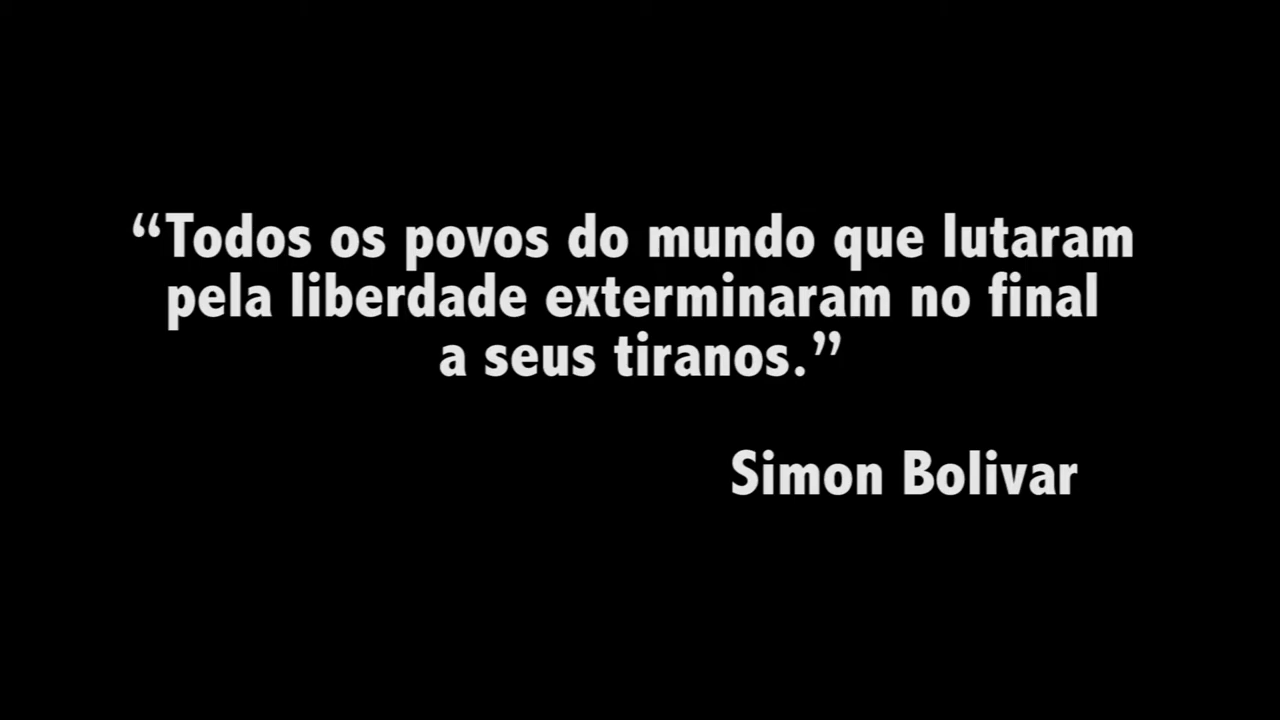 “Todos os povos do mundo que lutaram
pela liberdade exterminaram no final
a seus tiranos.”
Simon Bolivar